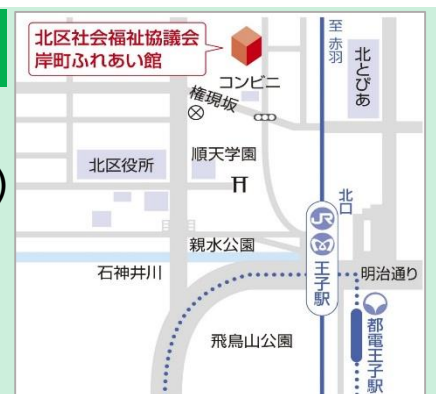 北区社会福祉協議会
岸町ふれあい館
至
赤羽
北とぴあ
コンビニ
権現坂
順天学園
北区役所
北口
親水公園
JR
王子駅
石神井川
明治通り
飛鳥山公園
都電王子駅
)